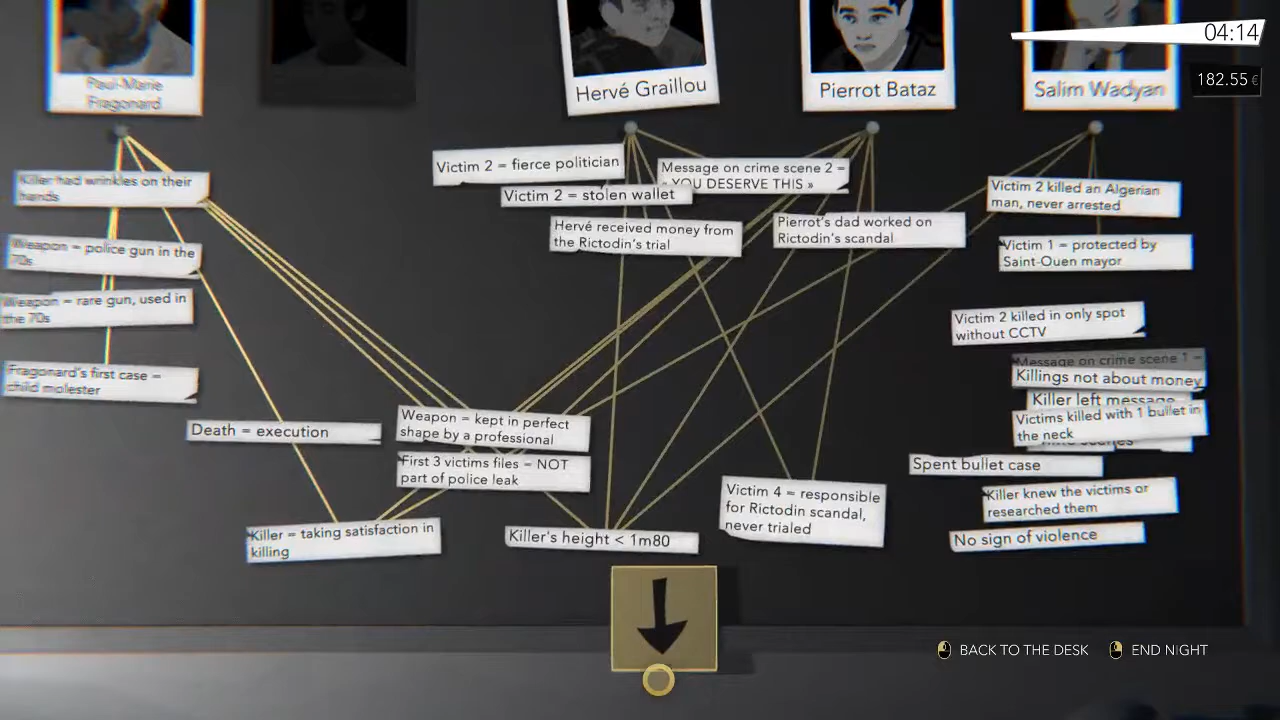 04:14
182.55 €
Paul-Marie
Fragonard
Hervé Graillou
Pierrot Bataz
Salim Wadyan
Killer had wrinkles on their
hands
Weapon = police gun in the
70s
Weapon = rare gun, used in
the 70s
Fragonard's first case =
child molester
Victim 2 = fierce politician
Message on crime scene 2 =
« YOU DESERVE THIS »
Victim 2 = stolen wallet
Hervé received money from
the Rictodin's trial
Pierrot's dad worked on
Rictodin's scandal
Victim 2 killed an Algerian
man, never arrested
Victim 1 = protected by
Saint-Ouen mayor
Victim 2 killed in only spot
without CCTV
Message on crime scene 1 =
Killings not about money
Killer left message
Victims killed with 1 bullet in
the neck
scenes
Death = execution
Weapon = kept in perfect
shape by a professional
First 3 victims files = NOT
part of police leak
Spent bullet case
Killer = taking satisfaction in
killing
Killer's height < 1m80
Victim 4 = responsible
for Rictodin scandal,
never trialed
Killer knew the victims or
researched them
No sign of violence
BACK TO THE DESK
END NIGHT